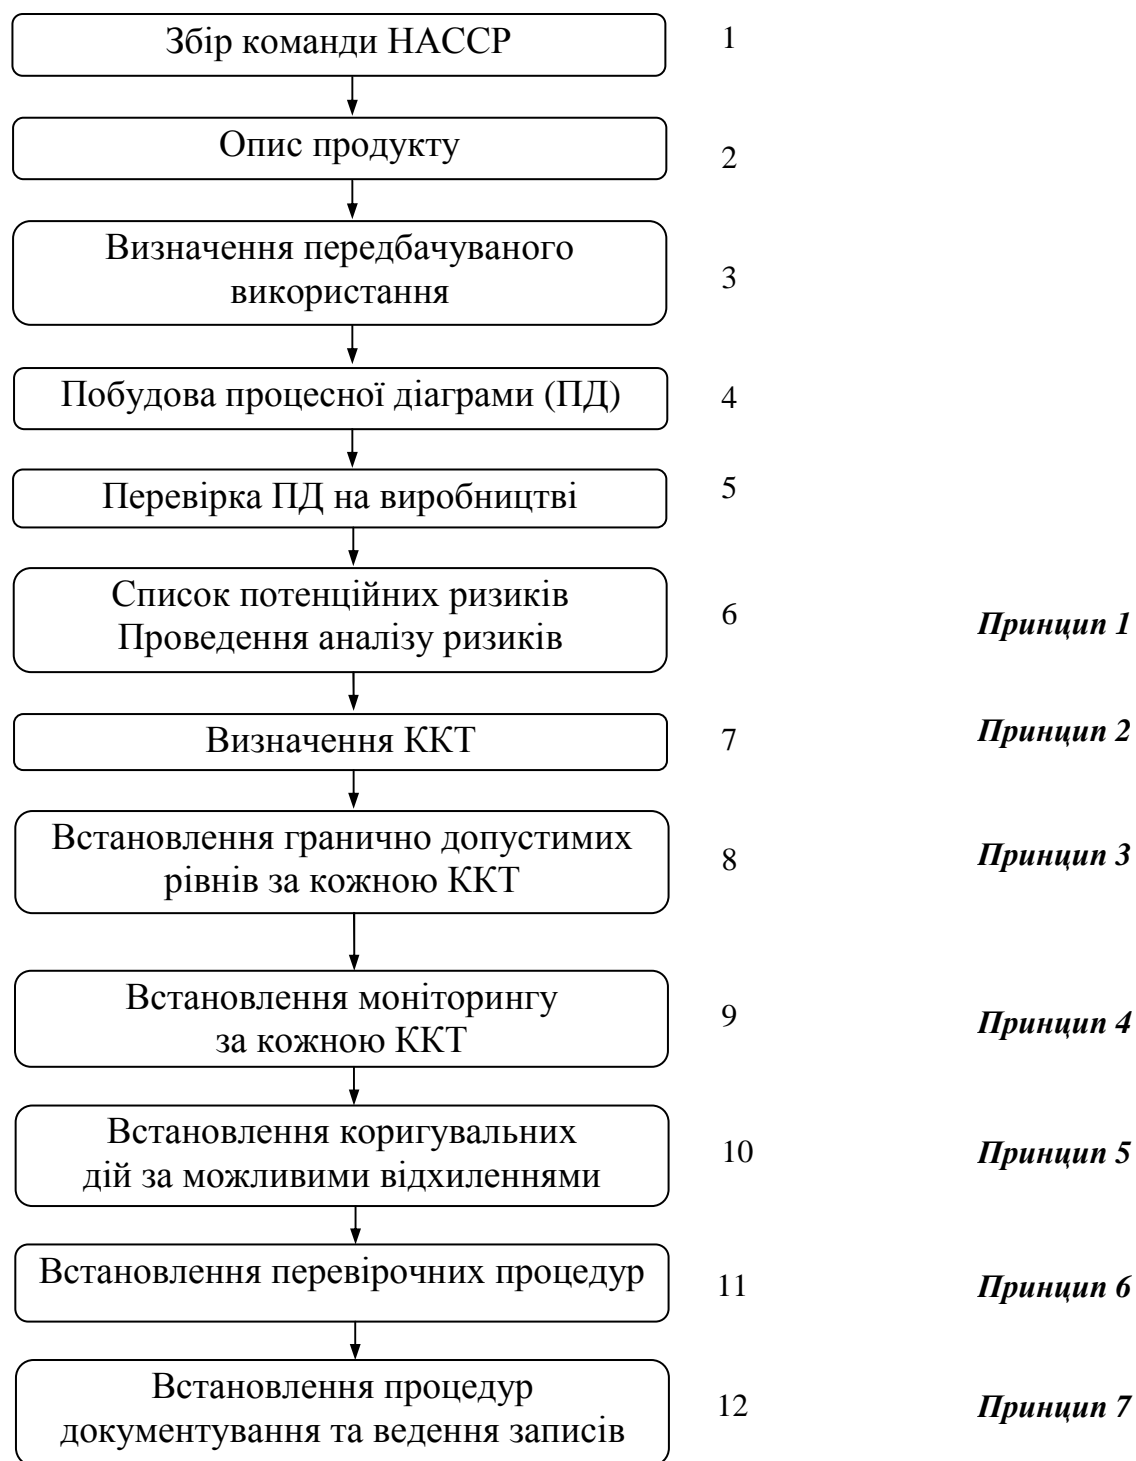 Збір команди НАССР 1
Опис продукту 2
Визначення передбачуваного
використання 3
Побудова процесної діаграми (ПД) 4
Перевірка ПД на виробництві 5
Список потенційних ризиків
Проведення аналізу ризиків 6 Принцип 1
Визначення ККТ 7 Принцип 2
Встановлення гранично допустимих
рівнів за кожною ККТ 8 Принцип 3
Встановлення моніторингу
за кожною ККТ 9 Принцип 4
Встановлення коригувальних
дій за можливими відхиленнями 10 Принцип 5
Встановлення перевірочних процедур 11 Принцип 6
Встановлення процедур
документування та ведення записів 12 Принцип 7